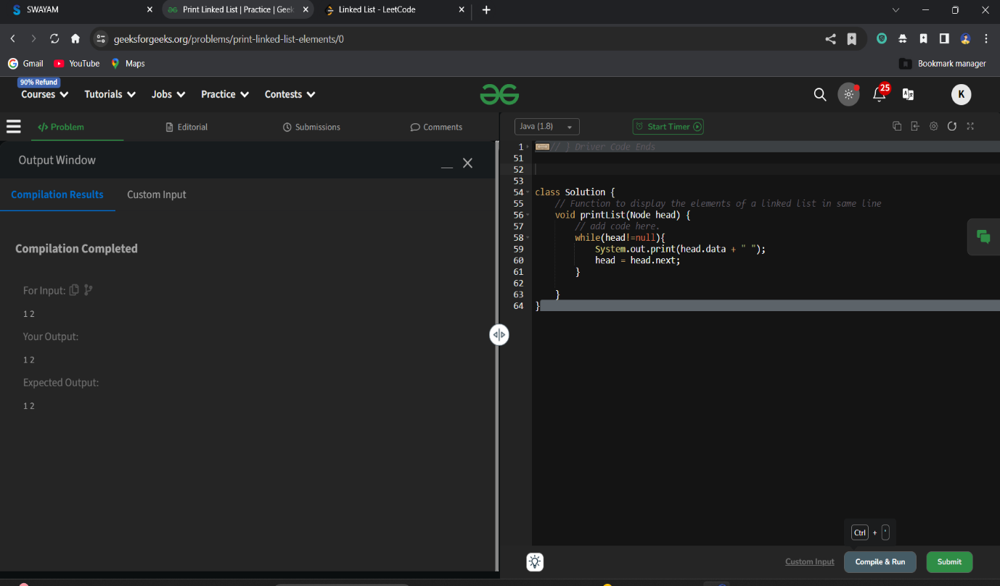 SWAYAM
Print Linked List | Practice | Geek
Linked List - LeetCode
geeksforgeeks.org/problems/print-linked-list-elements/0
Gmail
YouTube
Maps
Bookmark manager
90% Refund
Courses
Tutorials
Jobs
Practice
Contests
25
K
</> Problem
Editorial
Submissions
Comments
Java (1.8)
Start Timer
Output Window
Compilation Results
Custom Input
Compilation Completed
For Input:
1 2
Your Output:
1 2
Expected Output:
1 2
1 // } Driver Code Ends
51
52
53
54 class Solution {
55 // Function to display the elements of a linked list in same line
56 void printList(Node head) {
57 // add code here.
58 while(head!=null){
59 System.out.print(head.data + " ");
60 head = head.next;
61 }
62
63 }
64 }
Ctrl + '
Custom Input
Compile & Run
Submit